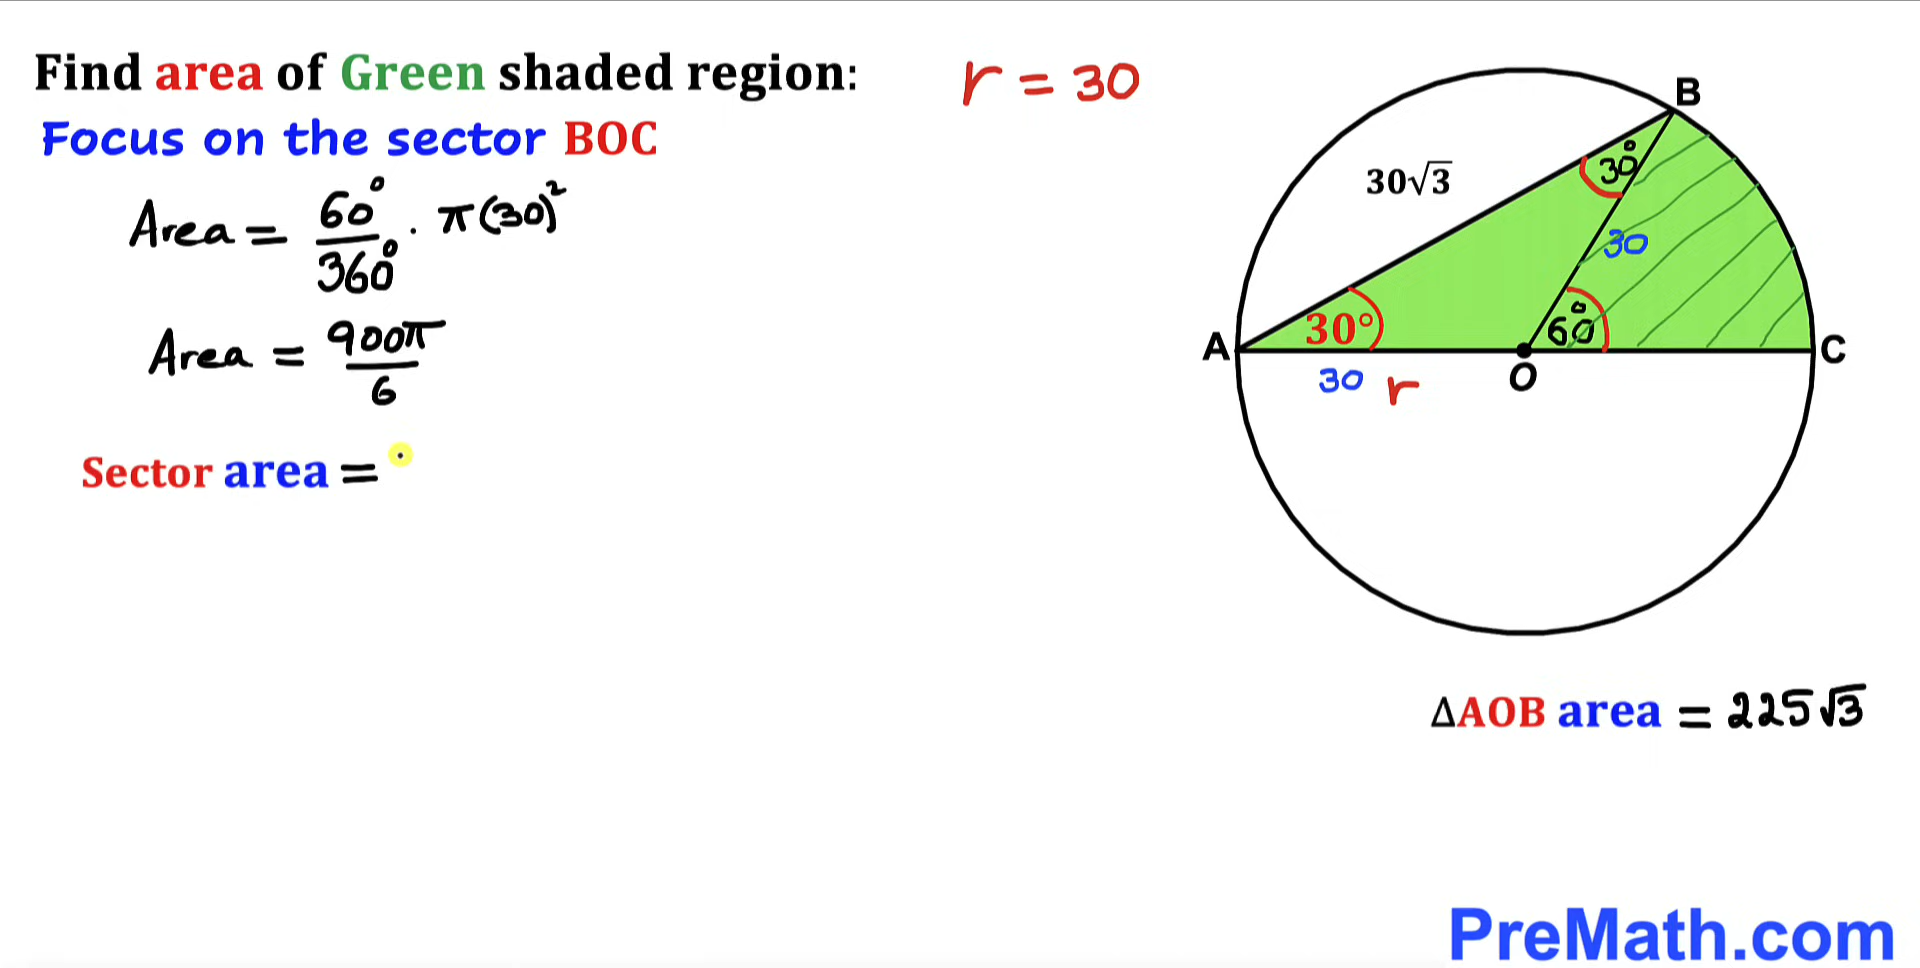 Find area of Green shaded region:
r = 30
Focus on the sector BOC
Area = 60°/360° · π(30)²
Area = 900π/6
Sector area =
B
30°
30√3
30
30°
60°
A
C
30 r
O
ΔAOB area = 225√3
PreMath.com